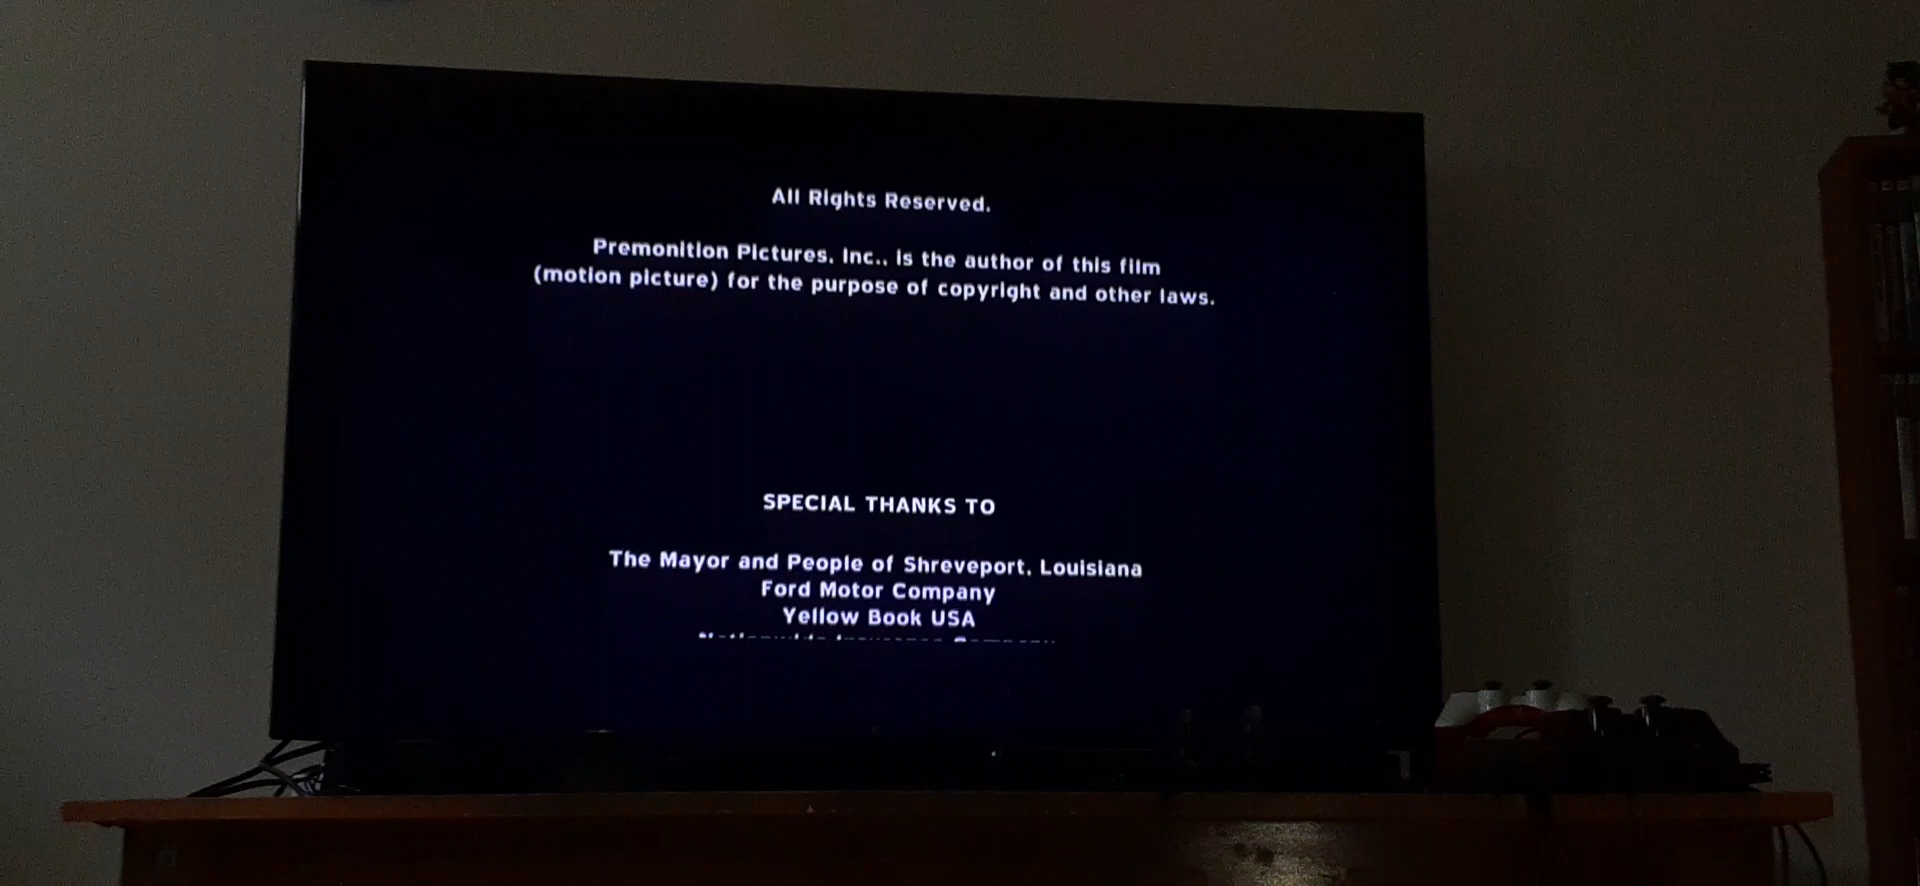 All Rights Reserved.
Premonition Pictures, Inc., is the author of this film
(motion picture) for the purpose of copyright and other laws.
SPECIAL THANKS TO
The Mayor and People of Shreveport, Louisiana
Ford Motor Company
Yellow Book USA